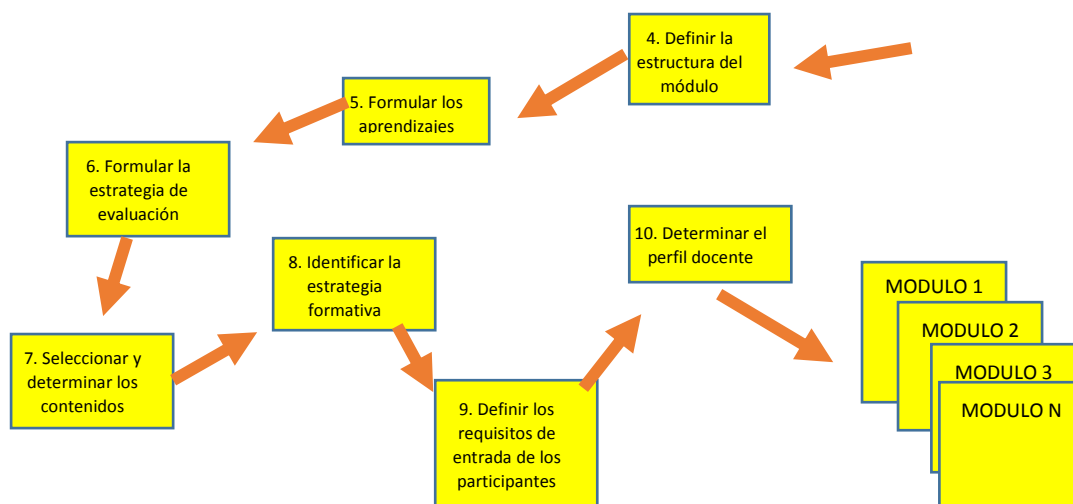 4. Definir la
estructura del
módulo
5. Formular los
aprendizajes
6. Formular la
estrategia de
evaluación
7. Seleccionar y
determinar los
contenidos
8. Identificar la
estrategia
formativa
9. Definir los
requisitos de
entrada de los
participantes
10. Determinar el
perfil docente
MODULO 1
MODULO 2
MODULO 3
MODULO N